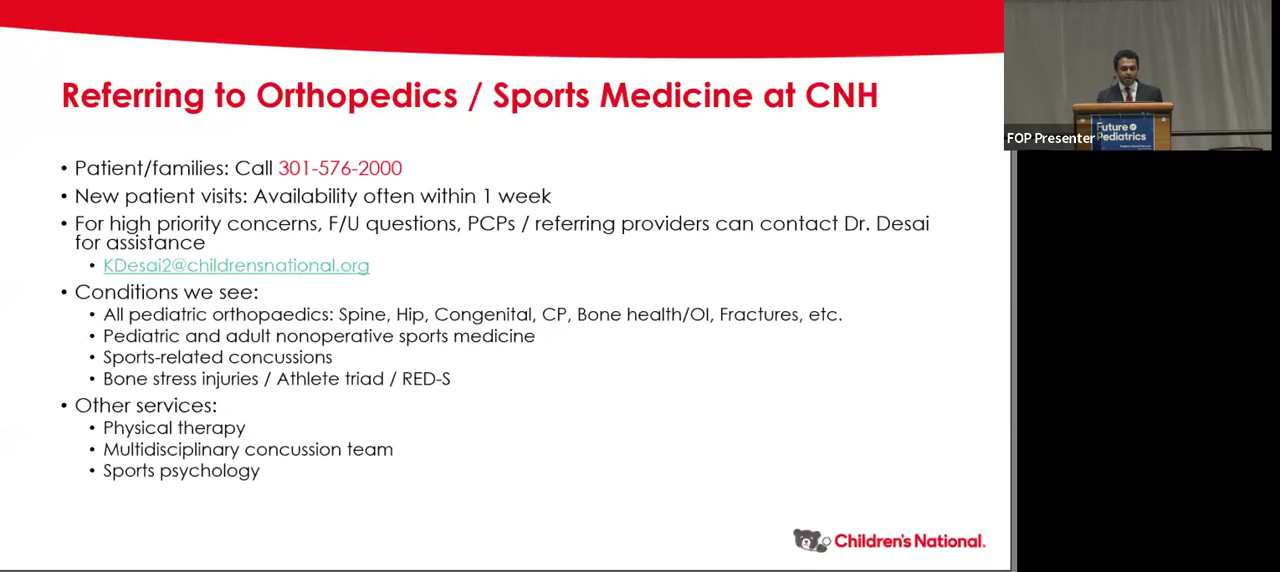 Referring to Orthopedics / Sports Medicine at CNH
• Patient/families: Call 301-576-2000
• New patient visits: Availability often within 1 week
• For high priority concerns, F/U questions, PCPs / referring providers can contact Dr. Desai
for assistance
• KDesai2@childrensnational.org
• Conditions we see:
• All pediatric orthopaedics: Spine, Hip, Congenital, CP, Bone health/OI, Fractures, etc.
• Pediatric and adult nonoperative sports medicine
• Sports-related concussions
• Bone stress injuries / Athlete triad / RED-S
• Other services:
• Physical therapy
• Multidisciplinary concussion team
• Sports psychology
Children's National.
FOP Presenter
Future of
Pediatrics